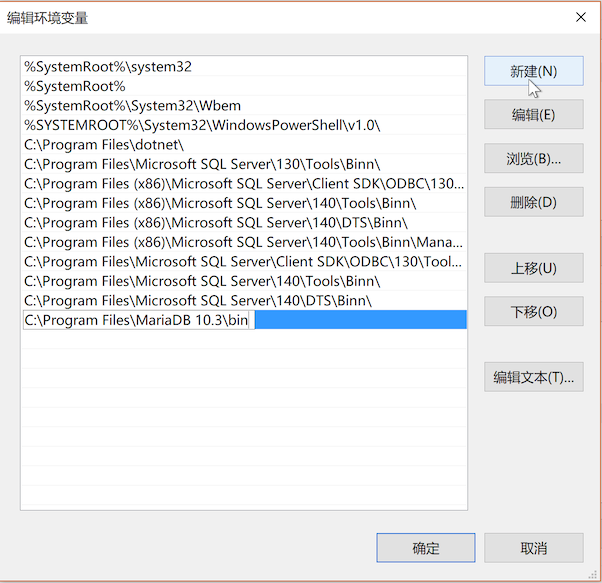 编辑环境变量
%SystemRoot%\system32
%SystemRoot%
%SystemRoot%\System32\Wbem
%SYSTEMROOT%\System32\WindowsPowerShell\v1.0\
C:\Program Files\dotnet\
C:\Program Files\Microsoft SQL Server\130\Tools\Binn\
C:\Program Files (x86)\Microsoft SQL Server\Client SDK\ODBC\130...
C:\Program Files (x86)\Microsoft SQL Server\140\Tools\Binn\
C:\Program Files (x86)\Microsoft SQL Server\140\DTS\Binn\
C:\Program Files (x86)\Microsoft SQL Server\140\Tools\Binn\Mana...
C:\Program Files\Microsoft SQL Server\Client SDK\ODBC\130\Tool...
C:\Program Files\Microsoft SQL Server\140\Tools\Binn\
C:\Program Files\Microsoft SQL Server\140\DTS\Binn\
C:\Program Files\MariaDB 10.3\bin
新建(N)
编辑(E)
浏览(B)...
删除(D)
上移(U)
下移(O)
编辑文本(T)...
确定
取消